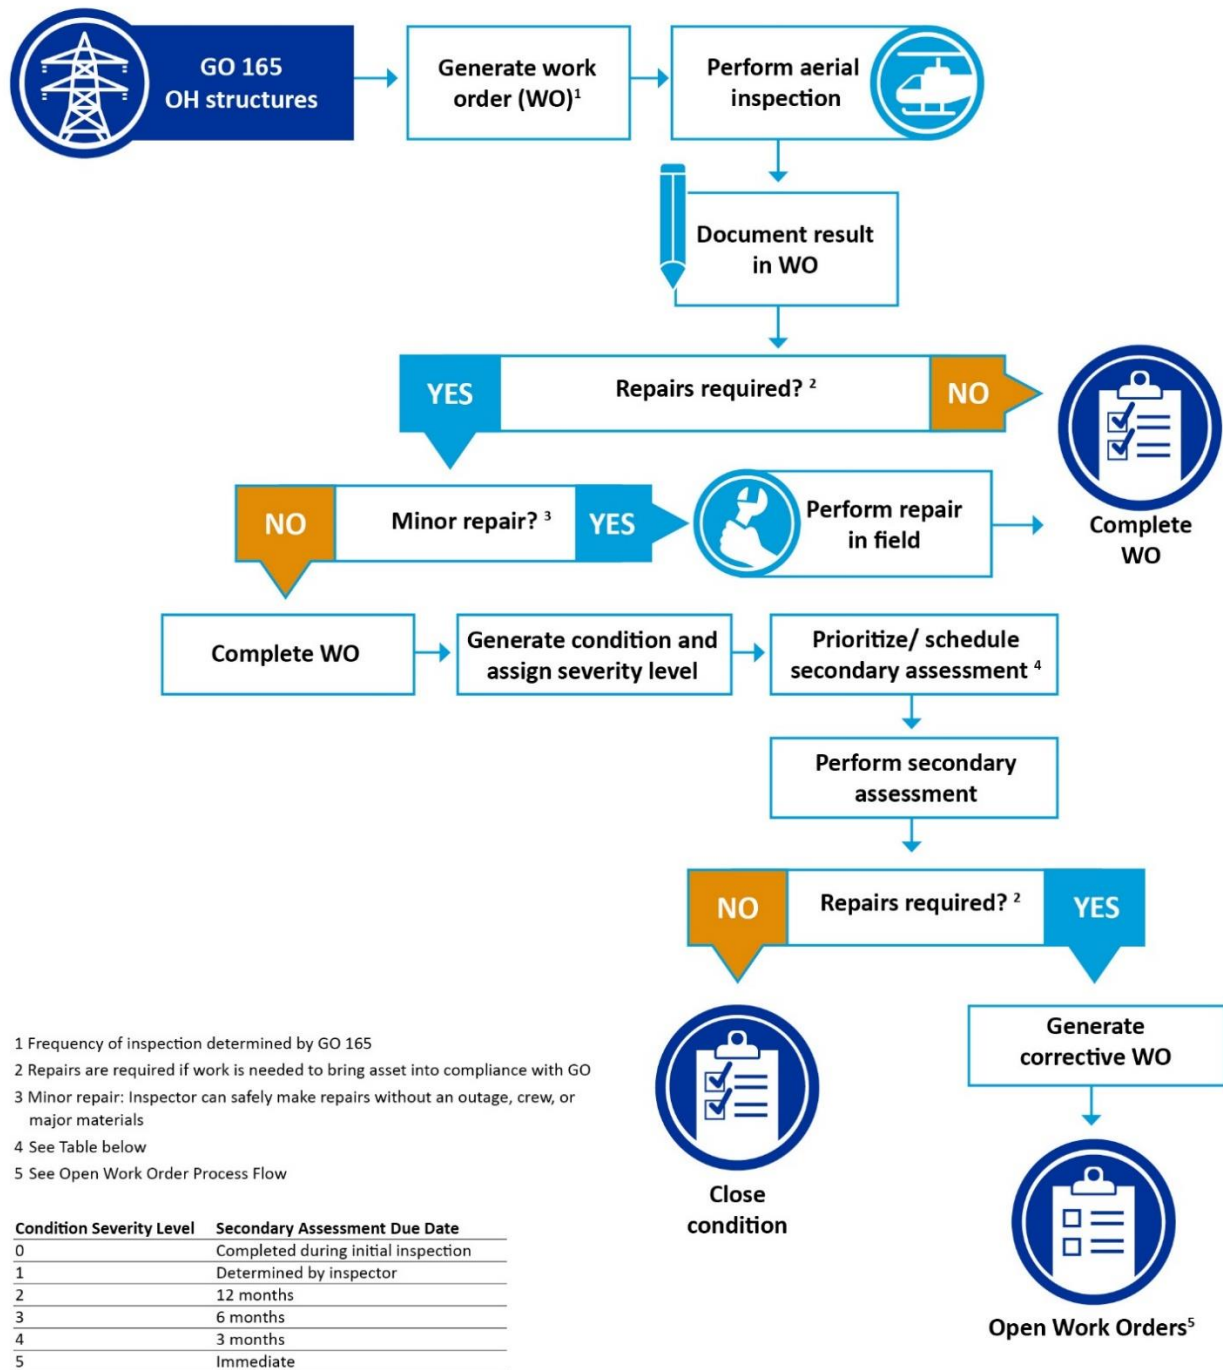 GO 165
OH structures
Generate work
order (WO)¹
Perform aerial
inspection
Document result
in WO
YES
Repairs required? ²
NO
NO
Minor repair? ³
YES
Perform repair
in field
Complete
WO
Complete WO
Generate condition and
assign severity level
Prioritize/ schedule
secondary assessment ⁴
Perform secondary
assessment
NO
Repairs required? ²
YES
Close
condition
Generate
corrective WO
Open Work Orders⁵
1 Frequency of inspection determined by GO 165
2 Repairs are required if work is needed to bring asset into compliance with GO
3 Minor repair: Inspector can safely make repairs without an outage, crew, or
major materials
4 See Table below
5 See Open Work Order Process Flow
Condition Severity Level Secondary Assessment Due Date
0 Completed during initial inspection
1 Determined by inspector
2 12 months
3 6 months
4 3 months
5 Immediate